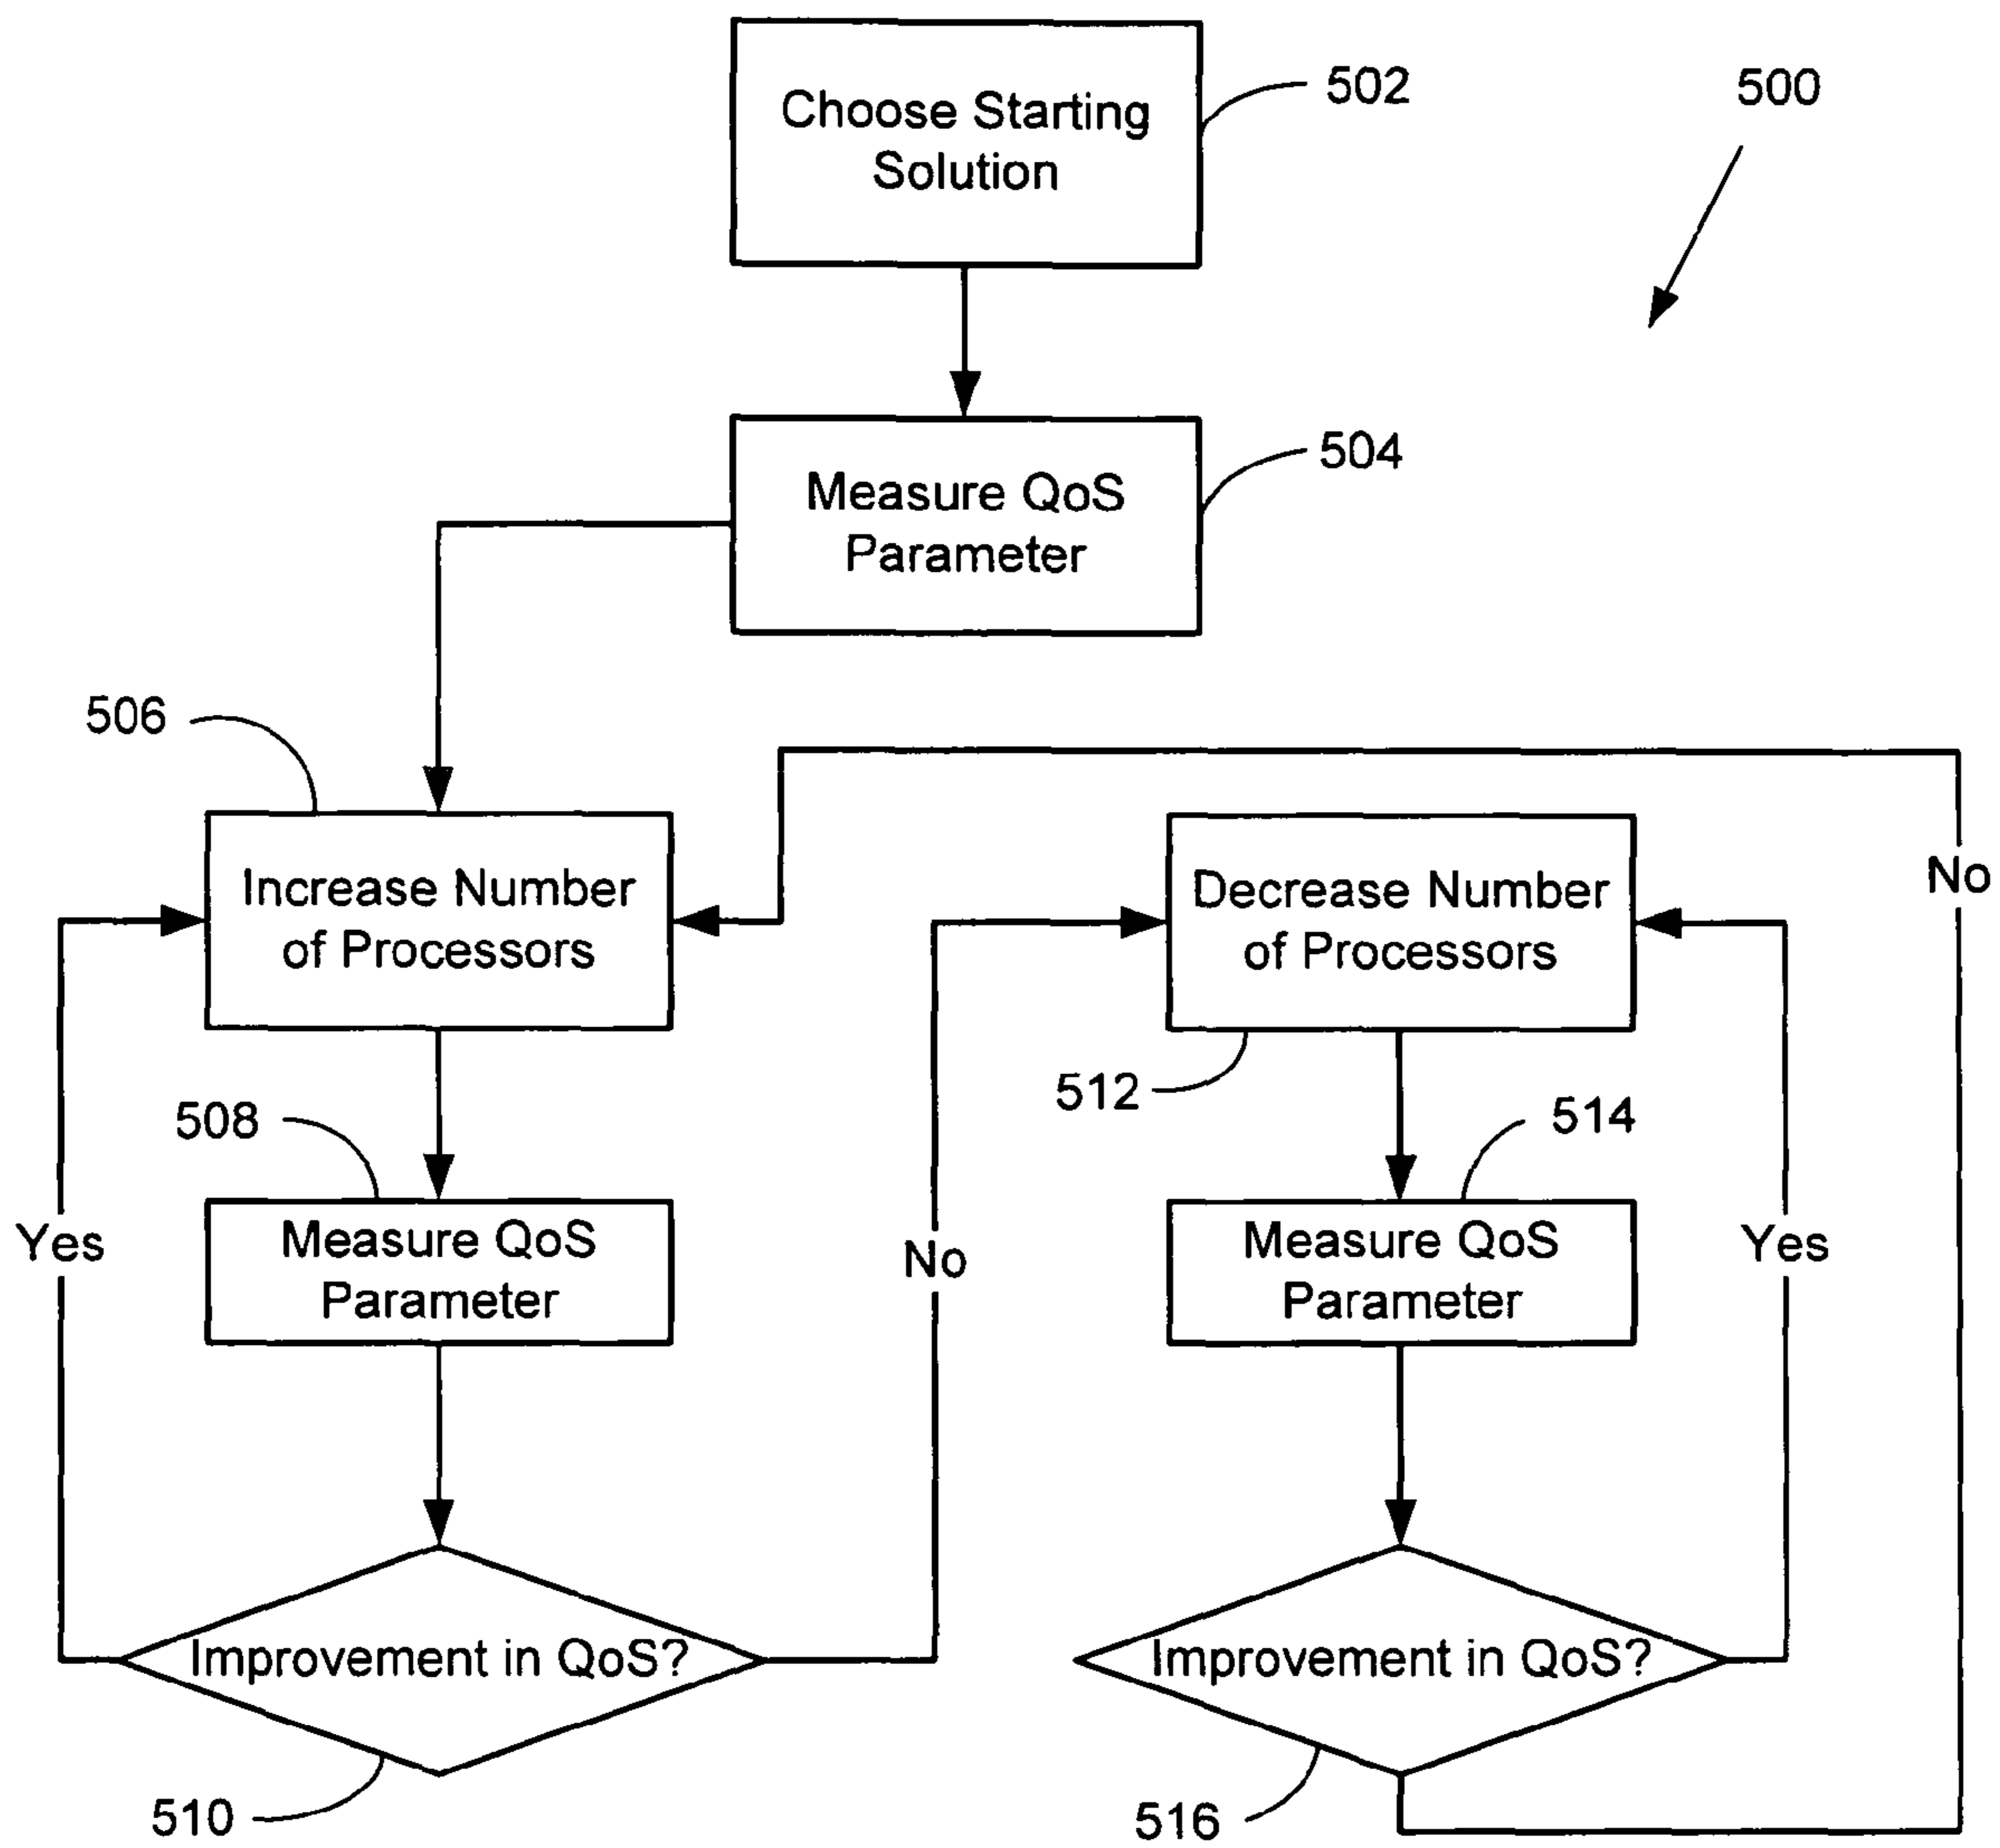 Choose Starting
Solution
502
500
Measure QoS
Parameter
504
506
Increase Number
of Processors
Decrease Number
of Processors
No
512
508
514
Measure QoS
Parameter
Measure QoS
Parameter
Yes
No
Yes
Improvement in QoS?
Improvement in QoS?
510
516